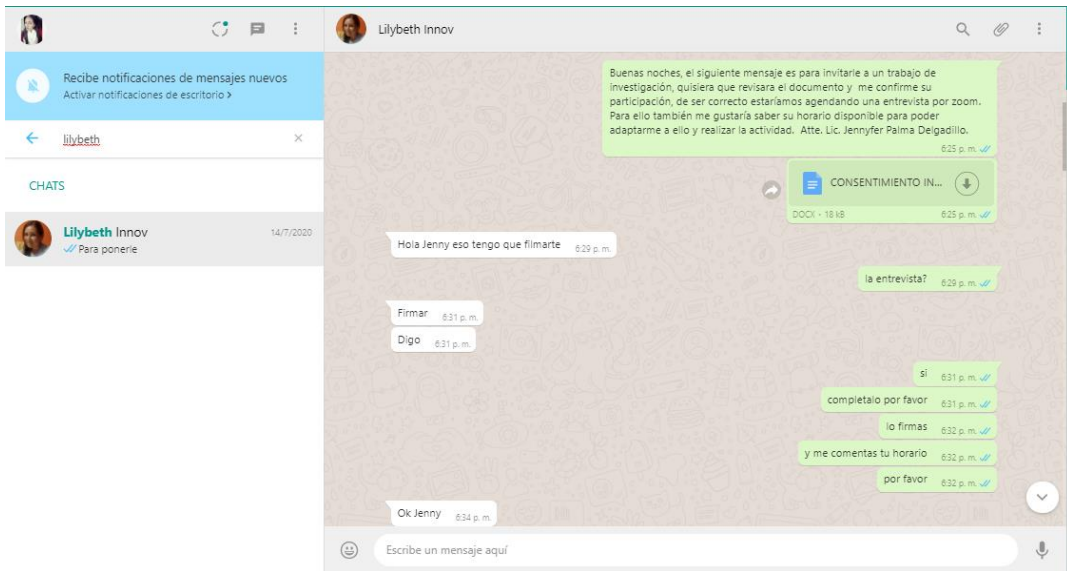 Recibe notificaciones de mensajes nuevos
Activar notificaciones de escritorio >
lilybeth
CHATS
Lilybeth Innov
14/7/2020
Para ponerle
Lilybeth Innov
Buenas noches, el siguiente mensaje es para invitarle a un trabajo de
investigación, quisiera que revisara el documento y me confirme su
participación, de ser correcto estaríamos agendando una entrevista por zoom.
Para ello también me gustaría saber su horario disponible para poder
adaptarme a ello y realizar la actividad. Atte. Lic. Jennyfer Palma Delgadillo.
6:25 p. m.
CONSENTIMIENTO IN...
DOCX • 18 kB
6:25 p. m.
Hola Jenny eso tengo que filmarte
6:29 p. m.
la entrevista?
6:29 p. m.
Firmar
6:31 p. m.
Digo
6:31 p. m.
si
6:31 p. m.
completalo por favor
6:31 p. m.
lo firmas
6:32 p. m.
y me comentas tu horario
6:32 p. m.
por favor
6:32 p. m.
Ok Jenny
6:34 p. m.
Escribe un mensaje aquí